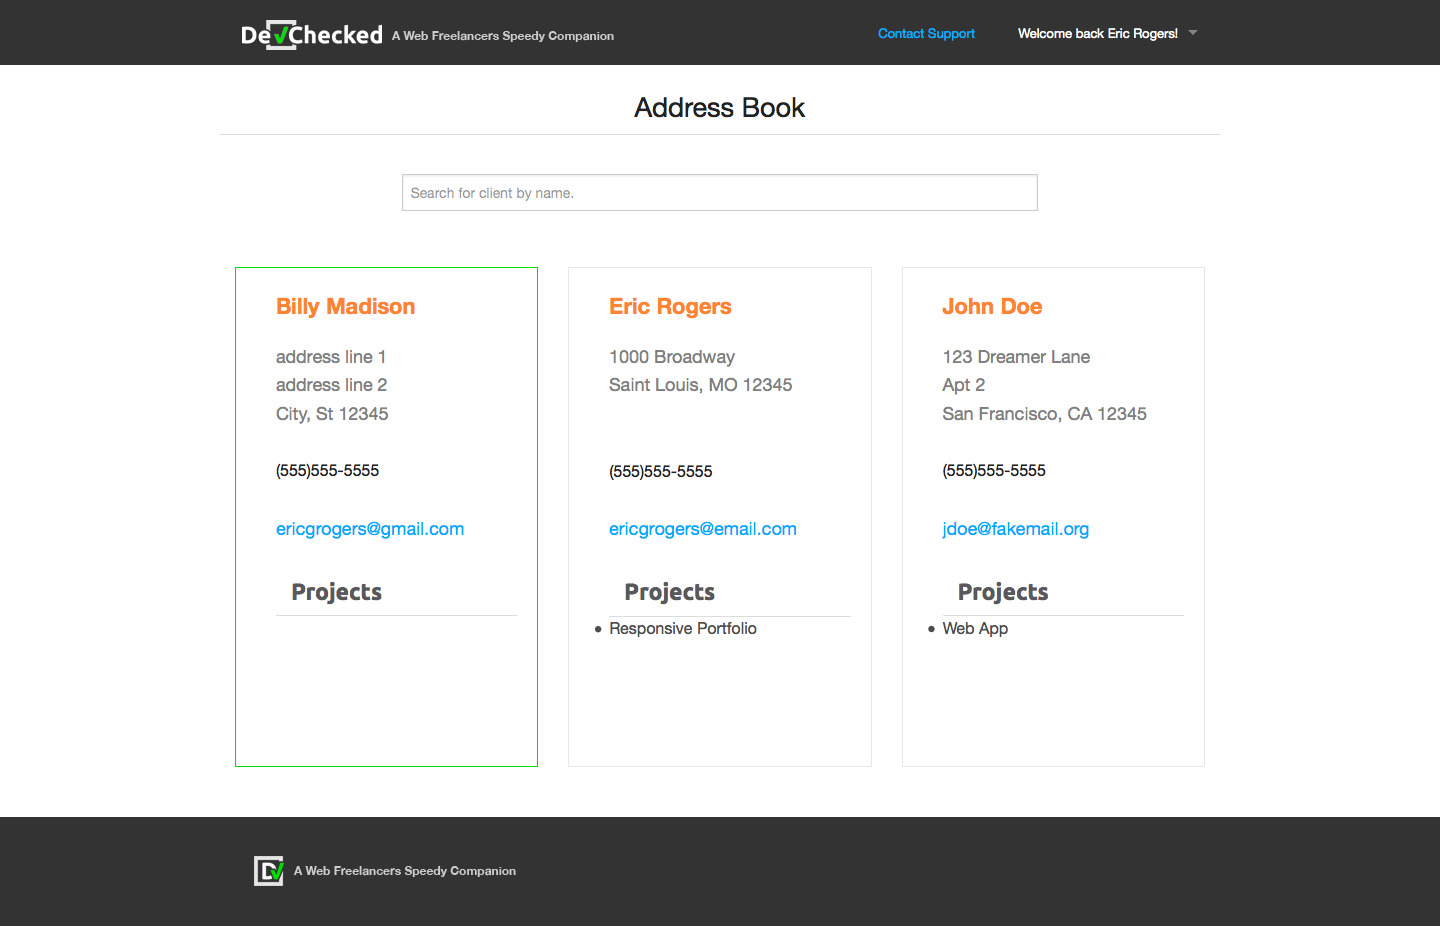 DevChecked A Web Freelancers Speedy Companion
Contact Support
Welcome back Eric Rogers!
Address Book
Search for client by name.
Billy Madison
address line 1
address line 2
City, St 12345
(555)555-5555
ericgrogers@gmail.com
Projects
Eric Rogers
1000 Broadway
Saint Louis, MO 12345
(555)555-5555
ericgrogers@email.com
Projects
Responsive Portfolio
John Doe
123 Dreamer Lane
Apt 2
San Francisco, CA 12345
(555)555-5555
jdoe@fakemail.org
Projects
Web App
D A Web Freelancers Speedy Companion